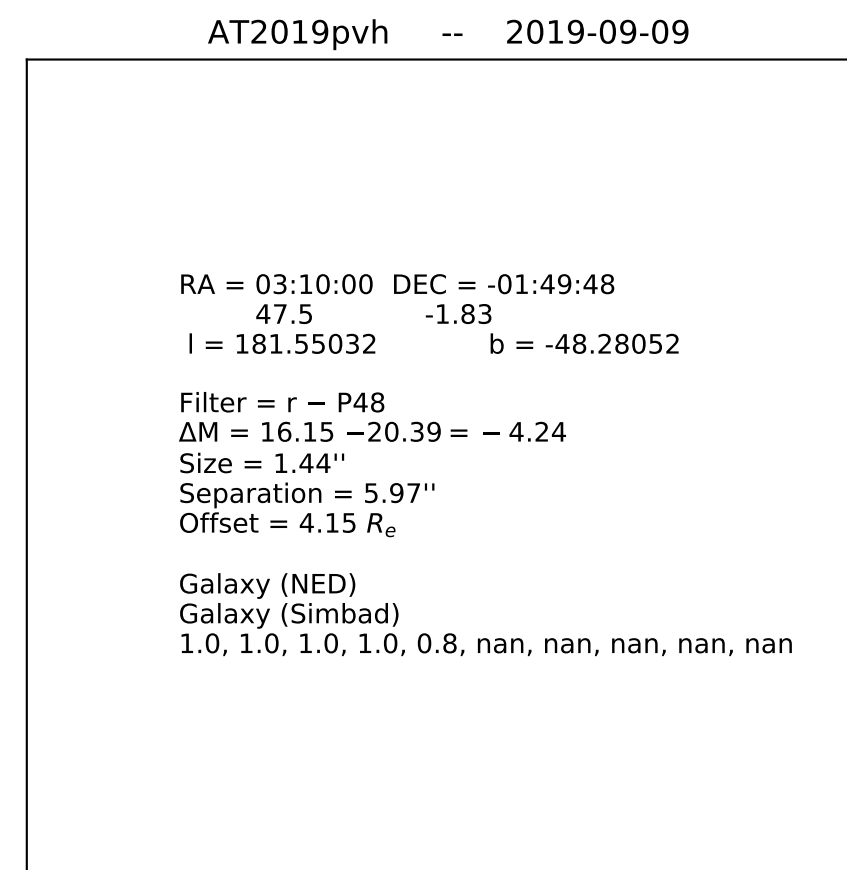 AT2019pvh -- 2019-09-09
RA = 03:10:00 DEC = -01:49:48
47.5 -1.83
l = 181.55032 b = -48.28052
Filter = r − P48
ΔM = 16.15 −20.39 = − 4.24
Size = 1.44''
Separation = 5.97''
Offset = 4.15 Re
Galaxy (NED)
Galaxy (Simbad)
1.0, 1.0, 1.0, 1.0, 0.8, nan, nan, nan, nan, nan